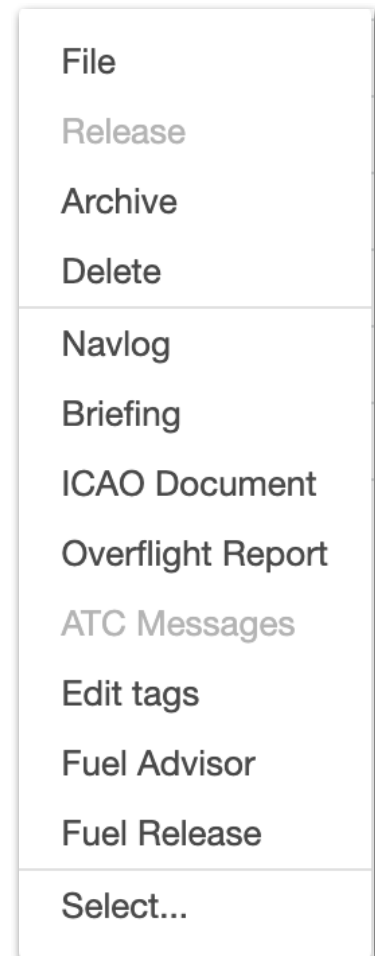 File
Release
Archive
Delete
Navlog
Briefing
ICAO Document
Overflight Report
ATC Messages
Edit tags
Fuel Advisor
Fuel Release
Select...